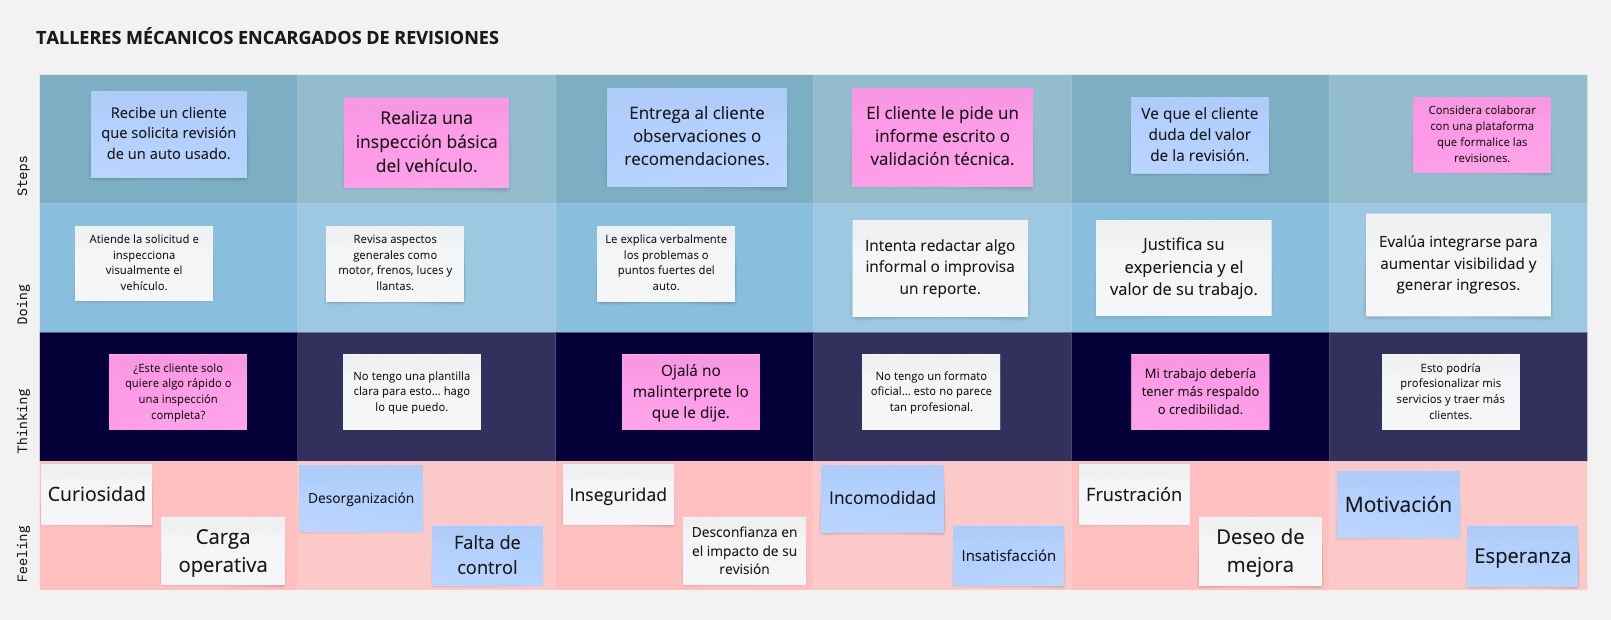 TALLERES MÉCANICOS ENCARGADOS DE REVISIONES
Steps
Recibe un cliente
que solicita revisión
de un auto usado.
Realiza una
inspección básica
del vehículo.
Entrega al cliente
observaciones o
recomendaciones.
El cliente le pide un
informe escrito o
validación técnica.
Ve que el cliente
duda del valor
de la revisión.
Considera colaborar
con una plataforma
que formalice las
revisiones.
Doing
Atiende la solicitud e
inspecciona
visualmente el
vehículo.
Revisa aspectos
generales como
motor, frenos, luces y
llantas.
Le explica verbalmente
los problemas o
puntos fuertes del
auto.
Intenta redactar algo
informal o improvisa
un reporte.
Justifica su
experiencia y el
valor de su trabajo.
Evalúa integrarse para
aumentar visibilidad y
generar ingresos.
Thinking
¿Este cliente solo
quiere algo rápido o
una inspección
completa?
No tengo una plantilla
clara para esto... hago
lo que puedo.
Ojalá no
malinterprete lo
que le dije.
No tengo un formato
oficial... esto no parece
tan profesional.
Mi trabajo debería
tener más respaldo
o credibilidad.
Esto podría
profesionalizar mis
servicios y traer más
clientes.
Feeling
Curiosidad
Carga
operativa
Desorganización
Falta de
control
Inseguridad
Desconfianza en
el impacto de su
revisión
Incomodidad
Insatisfacción
Frustración
Deseo de
mejora
Motivación
Esperanza